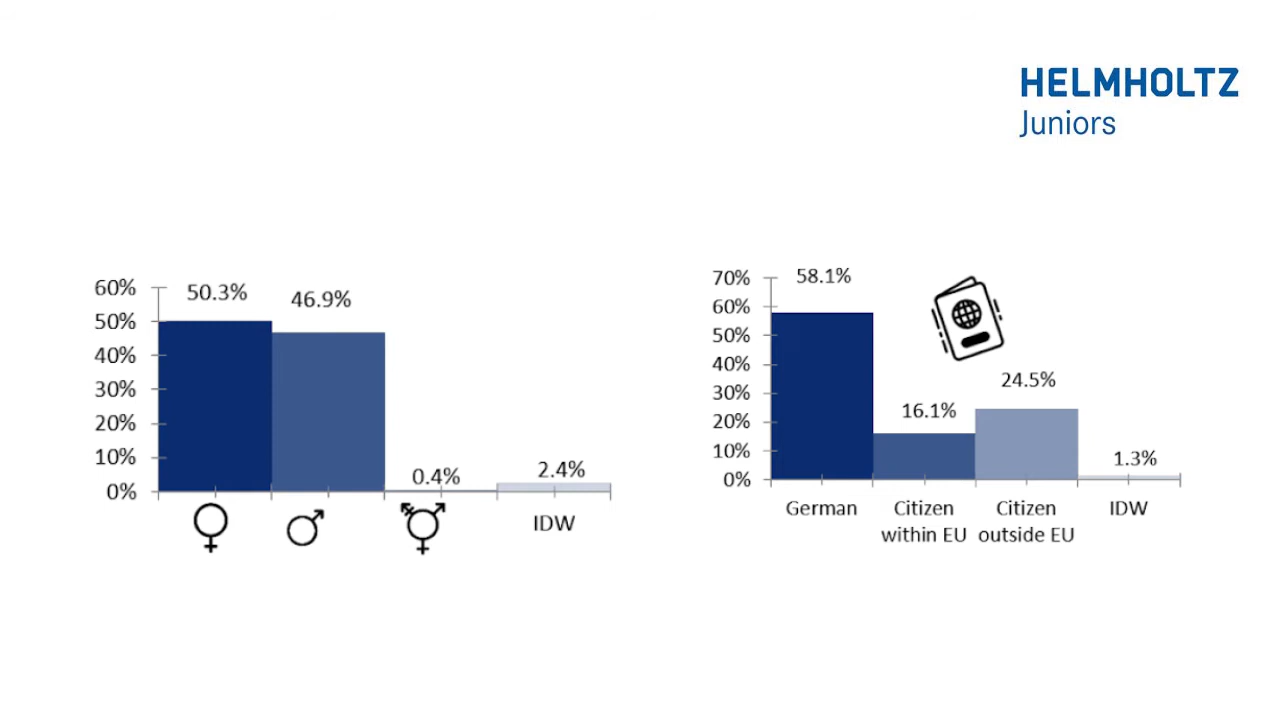 HELMHOLTZ
Juniors
60%
50%
40%
30%
20%
10%
0%
50.3%
46.9%
0.4%
2.4%
IDW
70%
60%
50%
40%
30%
20%
10%
0%
58.1%
16.1%
24.5%
1.3%
German
Citizen
within EU
Citizen
outside EU
IDW